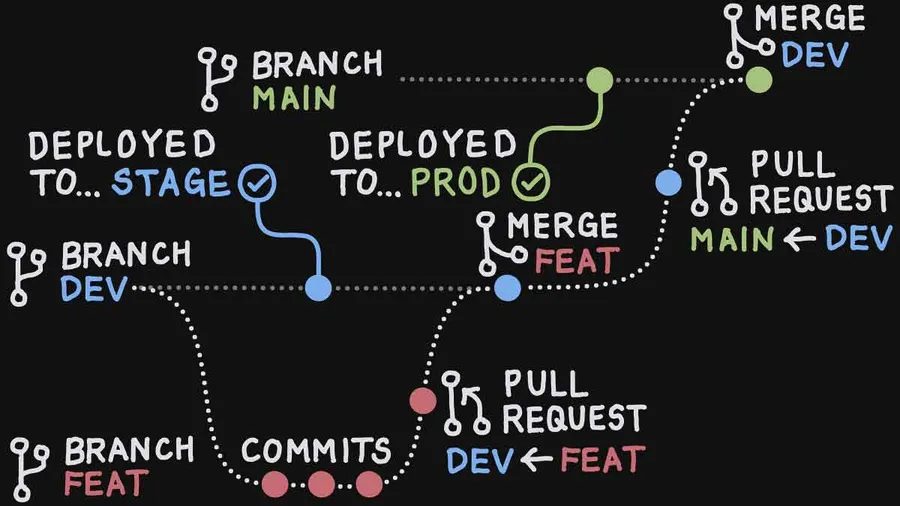 MERGE
DEV
BRANCH
MAIN
DEPLOYED
TO... STAGE
DEPLOYED
TO... PROD
PULL
REQUEST
MAIN ← DEV
BRANCH
DEV
MERGE
FEAT
PULL
REQUEST
DEV ← FEAT
BRANCH
FEAT
COMMITS